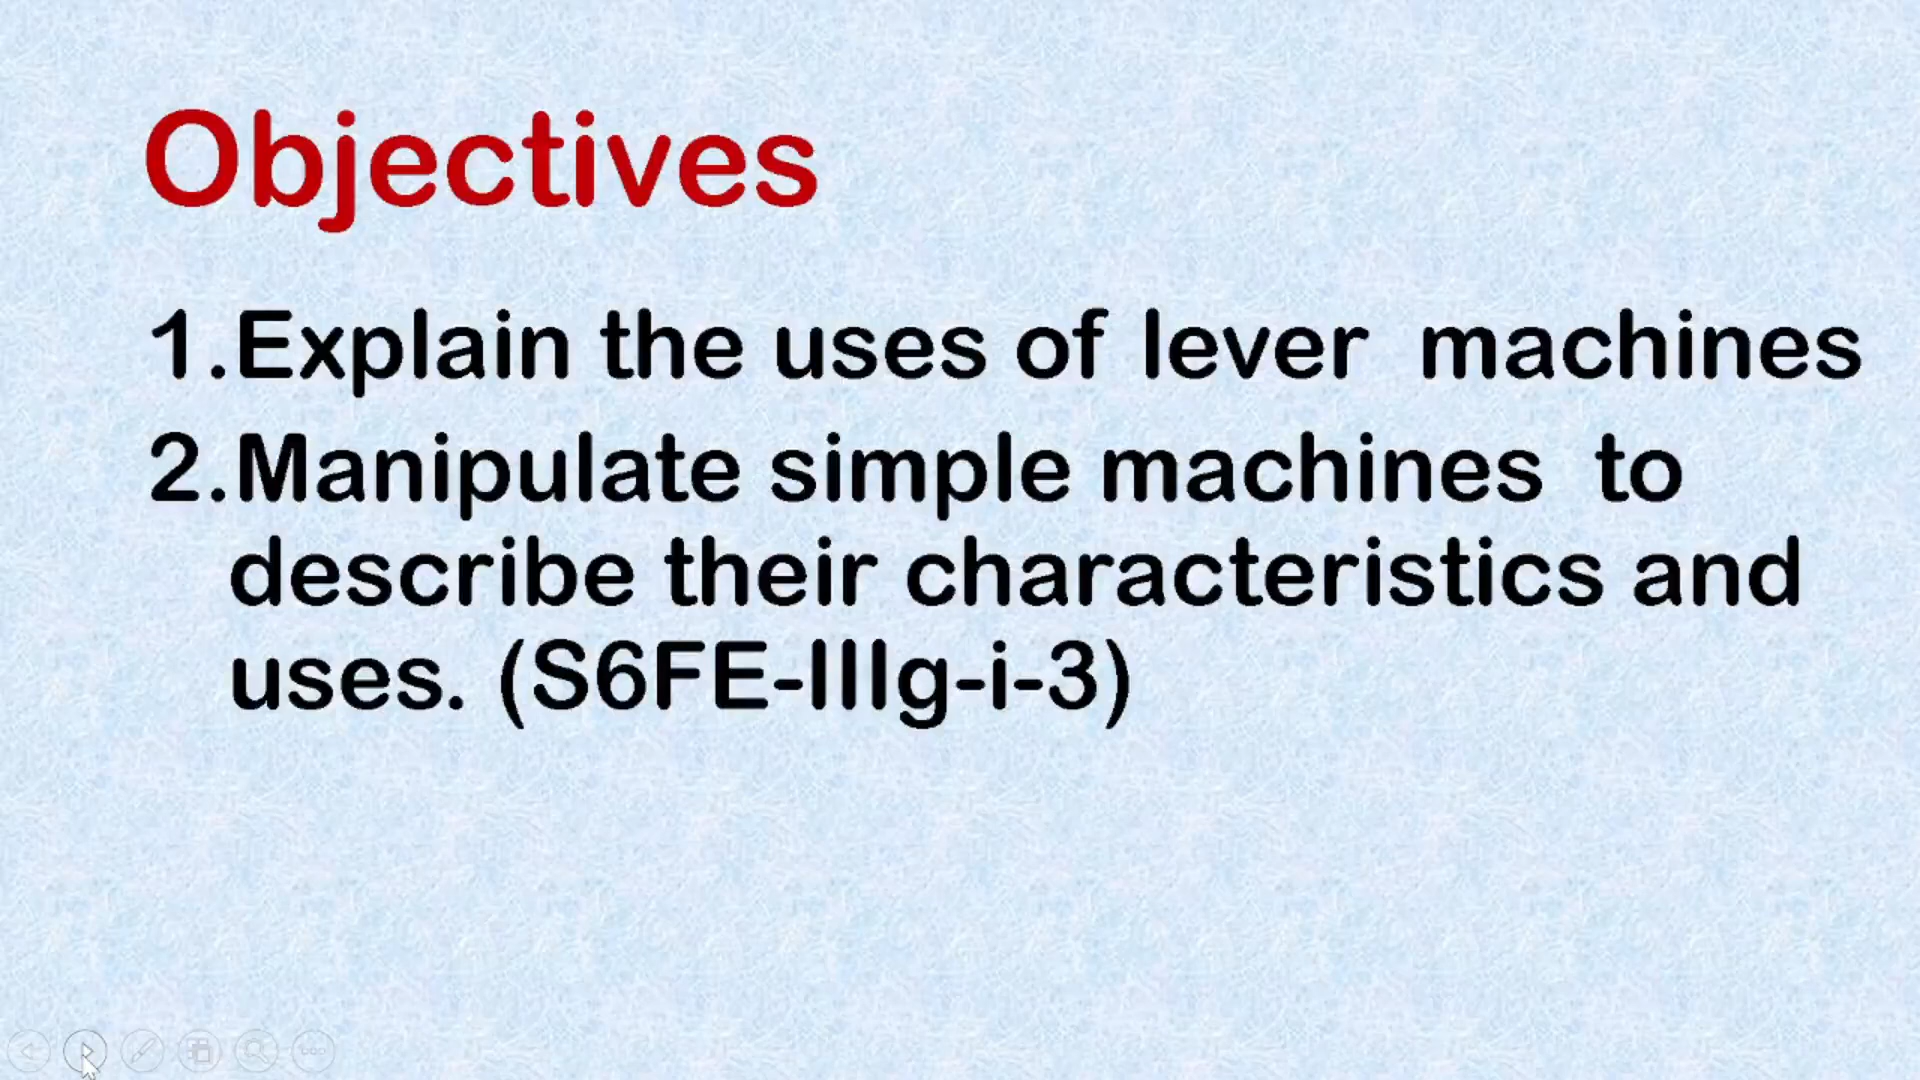 Objectives
1.Explain the uses of lever machines
2.Manipulate simple machines to
describe their characteristics and
uses. (S6FE-IIIg-i-3)